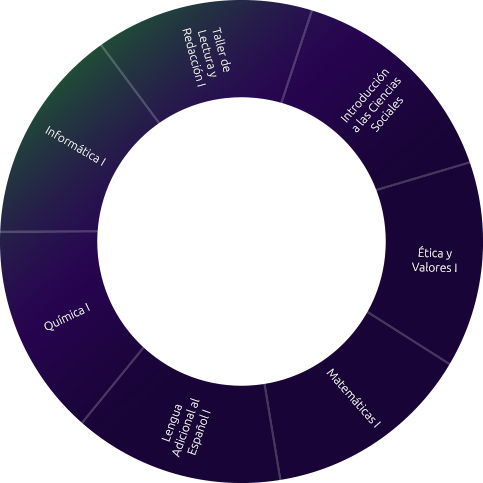 Taller de
Lectura y
Redacción I
Introducción
a las Ciencias
Sociales
Ética y
Valores I
Matemáticas I
Lengua
Adicional al
Español I
Química I
Informática I